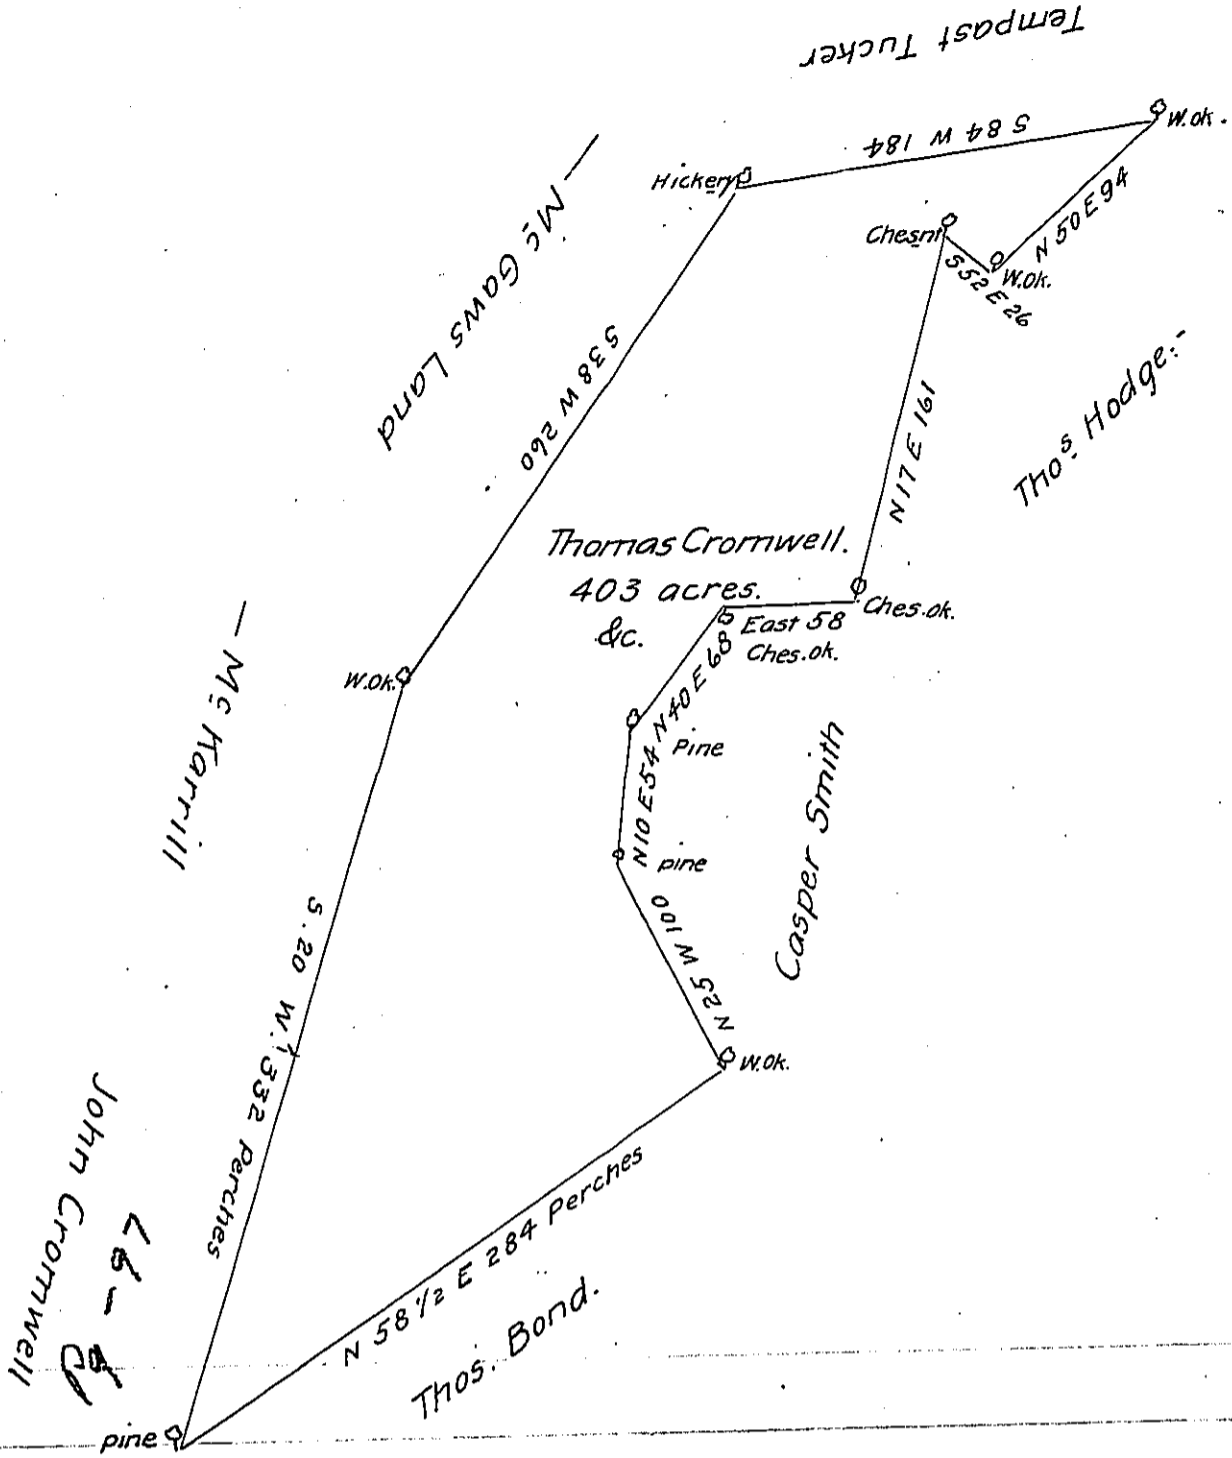 Tempast Tucker
S 84 W 184
W.ok.
Hickery
N 50 E 94
Chesnt
S 52 E 26
W.ok.
Mc Gaws Land
S 38 W 260
Thos. Hodge:-
N 17 E 161
Thomas Cromwell.
403 acres.
&c.
East 58
Ches.ok.
Ches.ok.
N 40 E 68
W.ok.
Pine
Mc Karrill
N 10 E 54
pine
Casper Smith
N 25 W 100
S. 20 W. 332 Perches
W.ok.
John Cromwell
N 58 1/2 E 284 Perches
Thos. Bond.
pine